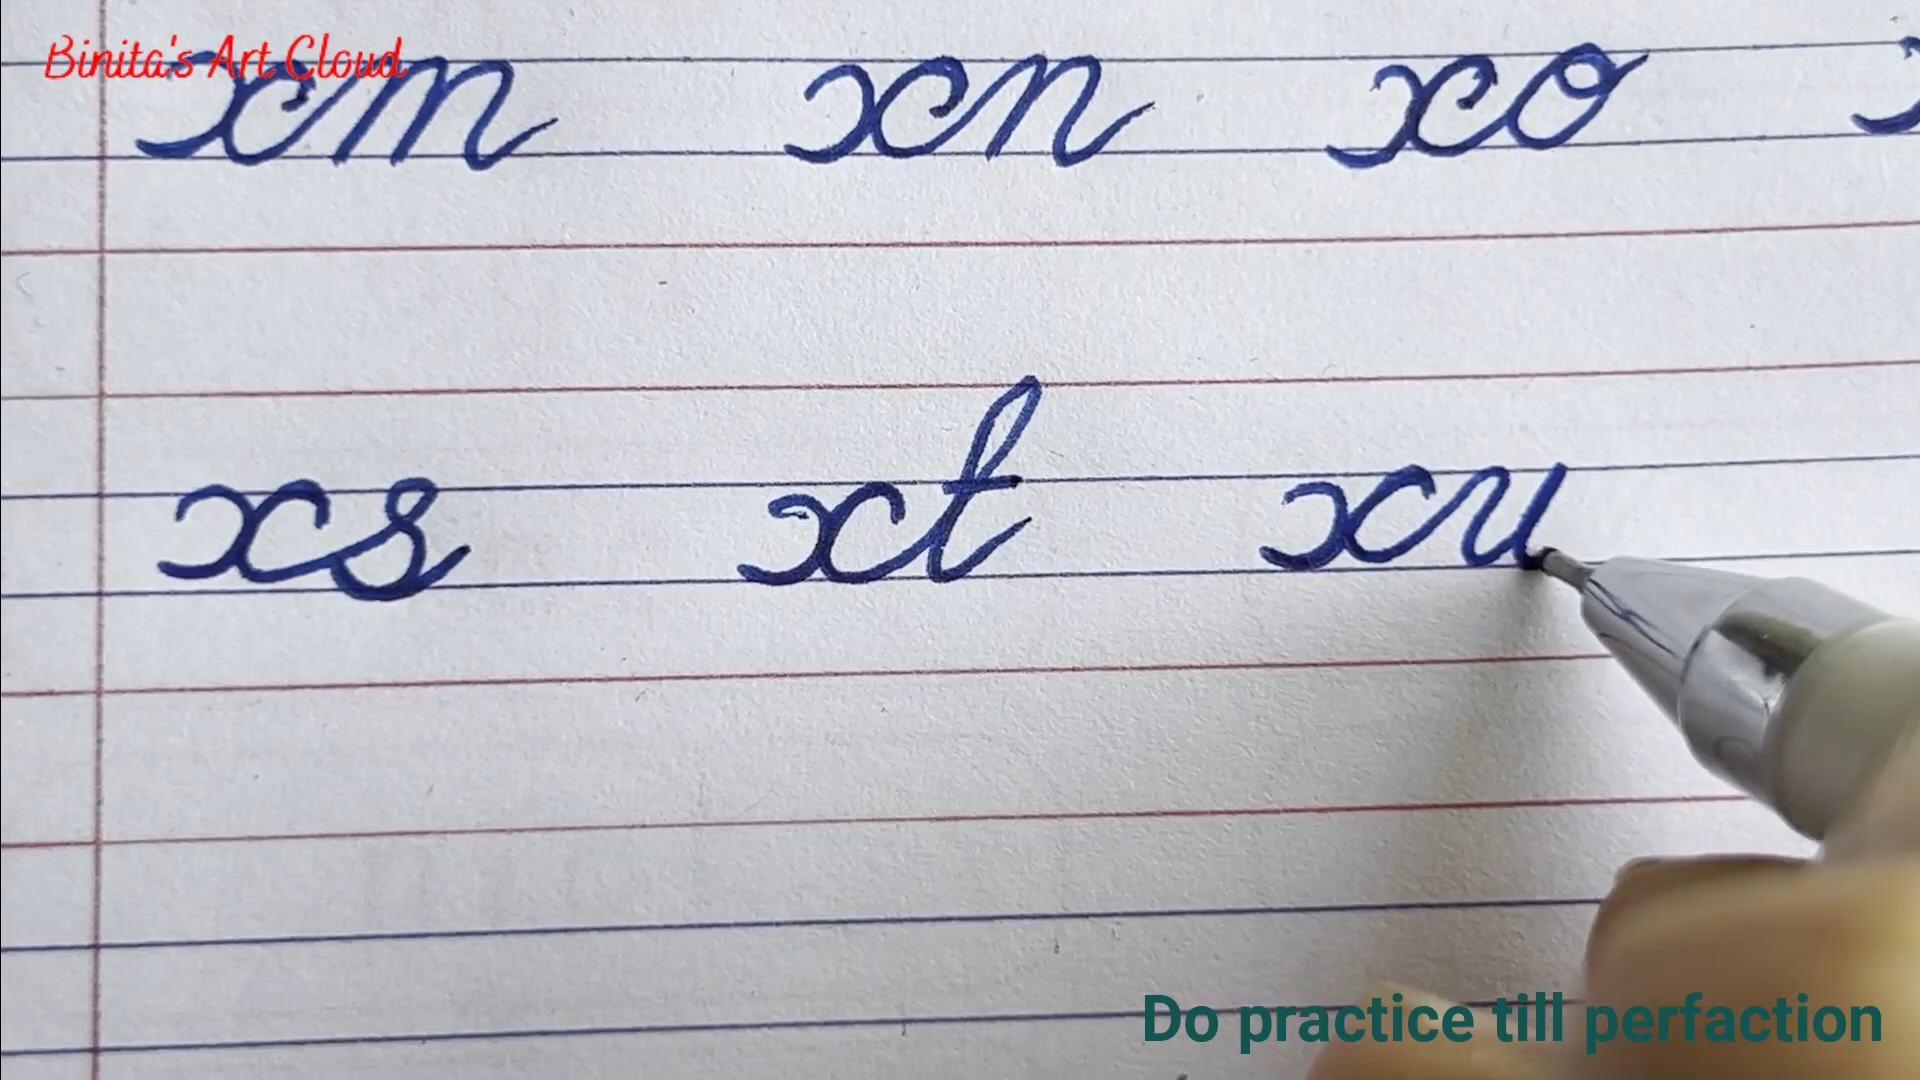 Binita's Art Cloud
xm xn xo
xs xt xu
Do practice till perfaction